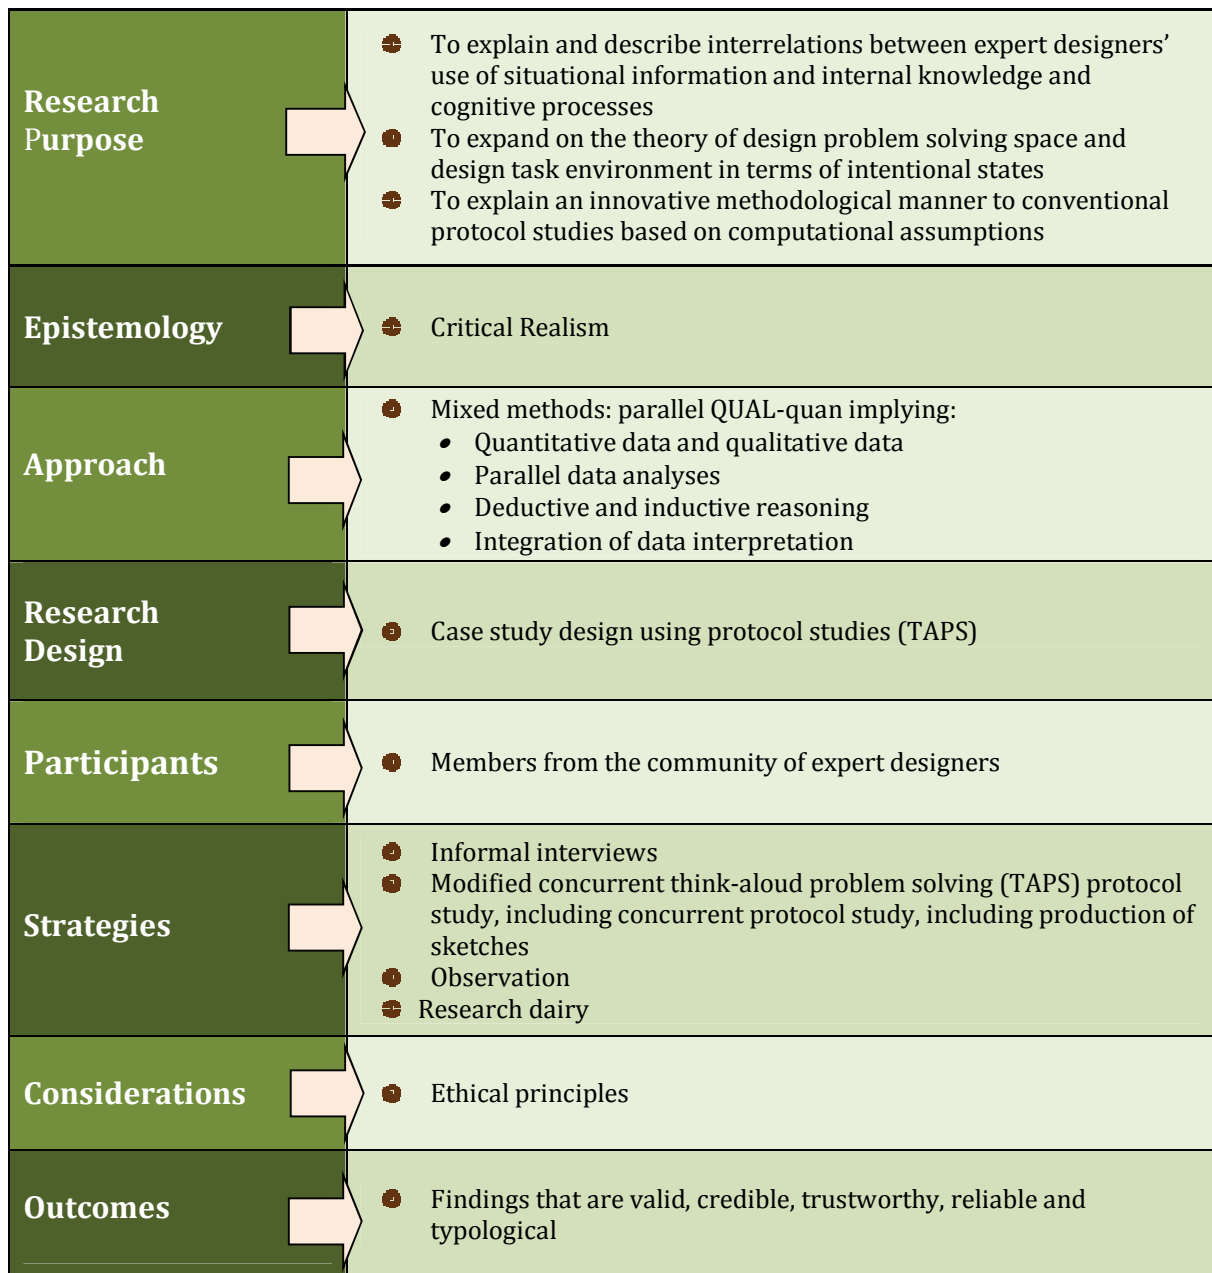 Research
Purpose
To explain and describe interrelations between expert designers’
use of situational information and internal knowledge and
cognitive processes
To expand on the theory of design problem solving space and
design task environment in terms of intentional states
To explain an innovative methodological manner to conventional
protocol studies based on computational assumptions
Epistemology
Critical Realism
Approach
Mixed methods: parallel QUAL-quan implying:
• Quantitative data and qualitative data
• Parallel data analyses
• Deductive and inductive reasoning
• Integration of data interpretation
Research
Design
Case study design using protocol studies (TAPS)
Participants
Members from the community of expert designers
Strategies
Informal interviews
Modified concurrent think-aloud problem solving (TAPS) protocol
study, including concurrent protocol study, including production of
sketches
Observation
Research dairy
Considerations
Ethical principles
Outcomes
Findings that are valid, credible, trustworthy, reliable and
typological